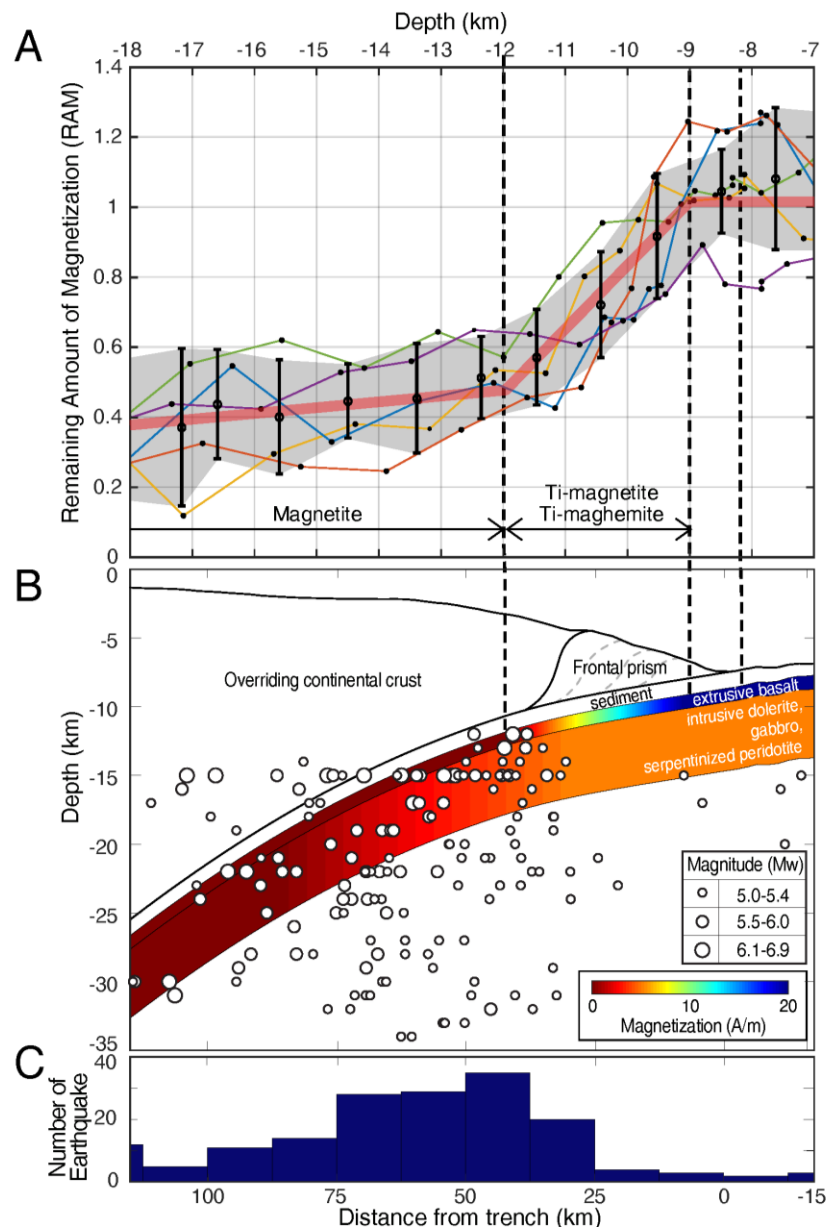 A
Depth (km)
-18 -17 -16 -15 -14 -13 -12 -11 -10 -9 -8 -7
Remaining Amount of Magnetization (RAM)
1.4
1.2
1
0.8
0.6
0.4
0.2
0
Magnetite
Ti-magnetite
Ti-maghemite
B
Depth (km)
0
-5
-10
-15
-20
-25
-30
-35
Overriding continental crust
Frontal prism
sediment
extrusive basalt
intrusive dolerite,
gabbro,
serpentinized peridotite
Magnitude (Mw)
5.0-5.4
5.5-6.0
6.1-6.9
0 10 20
Magnetization (A/m)
C
Number of
Earthquake
40
20
0
100 75 50 25 0 -15
Distance from trench (km)